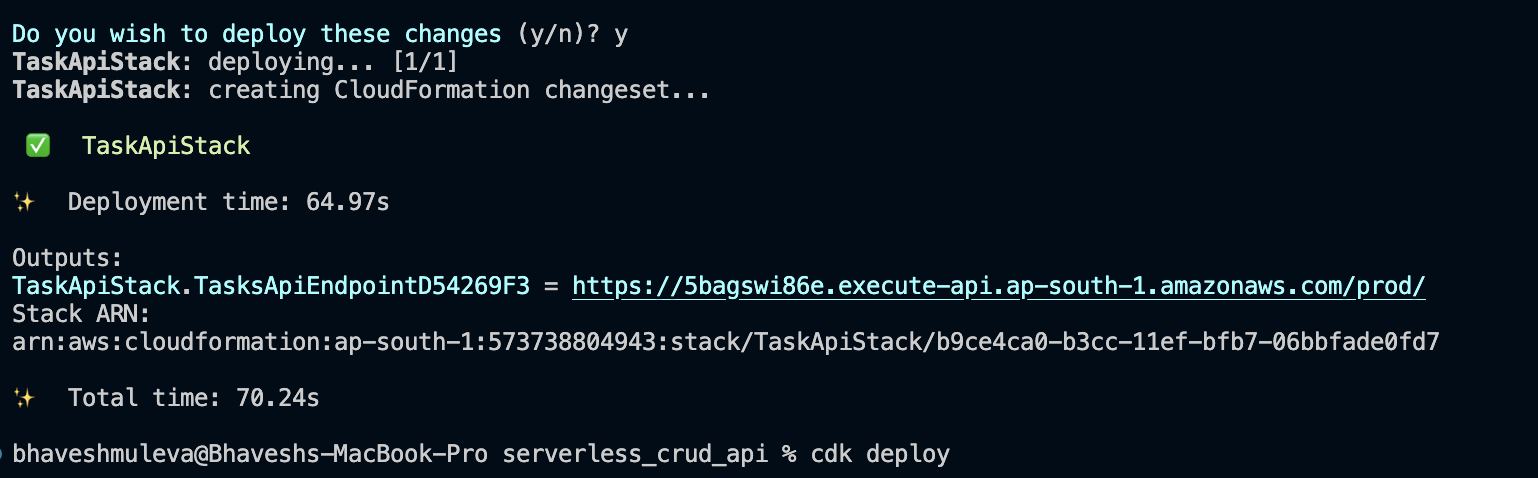 Do you wish to deploy these changes (y/n)? y
TaskApiStack: deploying... [1/1]
TaskApiStack: creating CloudFormation changeset...
✅ TaskApiStack
✨ Deployment time: 64.97s
Outputs:
TaskApiStack.TasksApiEndpointD54269F3 = https://5bagswi86e.execute-api.ap-south-1.amazonaws.com/prod/
Stack ARN:
arn:aws:cloudformation:ap-south-1:573738804943:stack/TaskApiStack/b9ce4ca0-b3cc-11ef-bfb7-06bbfade0fd7
✨ Total time: 70.24s
bhaveshmuleva@Bhaveshs-MacBook-Pro serverless_crud_api % cdk deploy